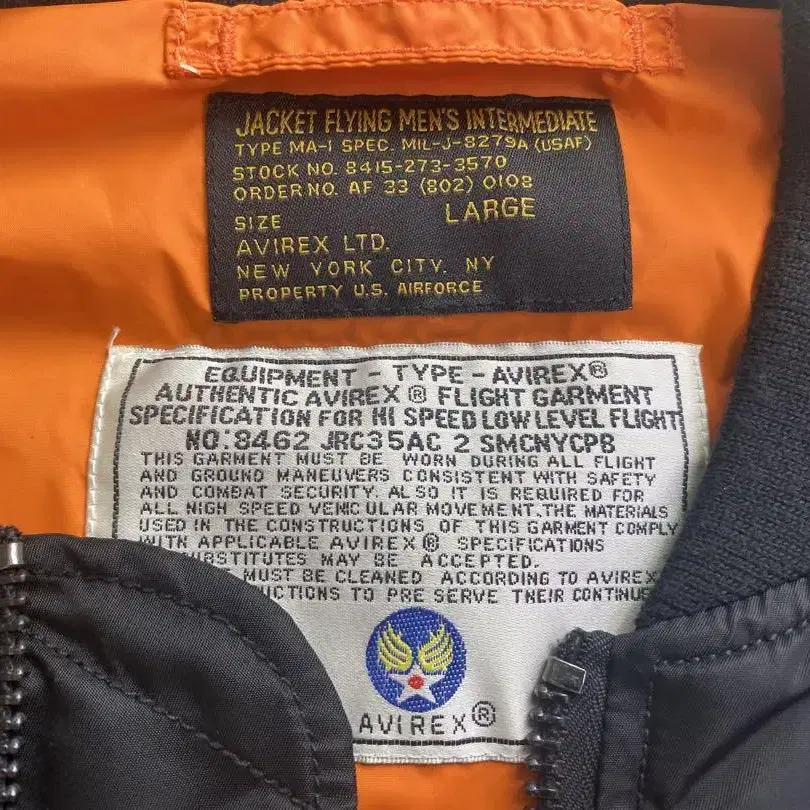 JACKET FLYING MEN'S INTERMEDIATE
TYPE MA-1 SPEC. MIL-J-8279A (USAF)
STOCK NO. 8415-273-3570
ORDER NO. AF 33 (802) 0108
SIZE LARGE
AVIREX LTD.
NEW YORK CITY. NY
PROPERTY U.S. AIRFORCE
EQUIPMENT - TYPE - AVIREX®
AUTHENTIC AVIREX ® FLIGHT GARMENT
SPECIFICATION FOR HI SPEED LOW LEVEL FLIGHT
NO:8462 JRC35AC 2 SMCNYCPB
THIS GARMENT MUST BE WORN DURING ALL FLIGHT
AND GROUND MANEUVERS CONSISTENT WITH SAFETY
AND COMBAT SECURITY. ALSO IT IS REQUIRED FOR
ALL HIGH SPEED VEHICULAR MOVEMENT. THE MATERIALS
USED IN THE CONSTRUCTIONS OF THIS GARMENT COMPLY
WITH APPLICABLE AVIREX ® SPECIFICATIONS
MAY BE ACCEPTED.
MUST BE CLEANED ACCORDING TO AVIREX
TO PRE SERVE THEIR
AVIREX®